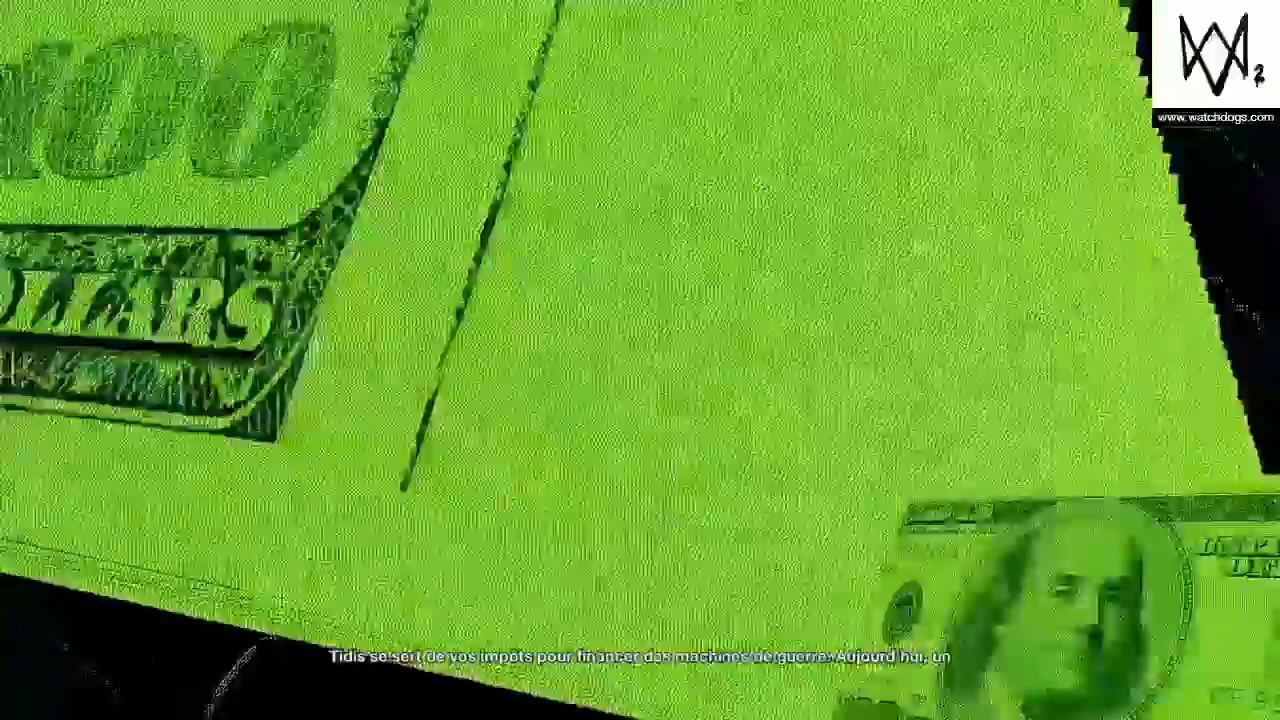 100
DOLLARS
2
www.watchdogs.com
Tidis se sert de vos impôts pour financer des machines de guerre. Aujourd'hui, un